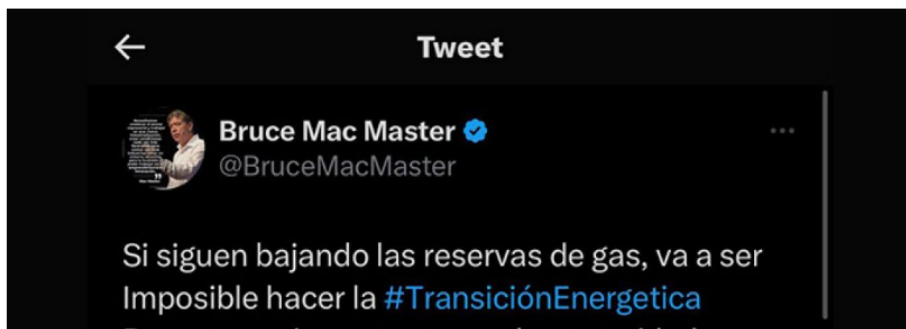 Tweet
Bruce Mac Master
@BruceMacMaster
Si siguen bajando las reservas de gas, va a ser
Imposible hacer la #TransiciónEnergetica